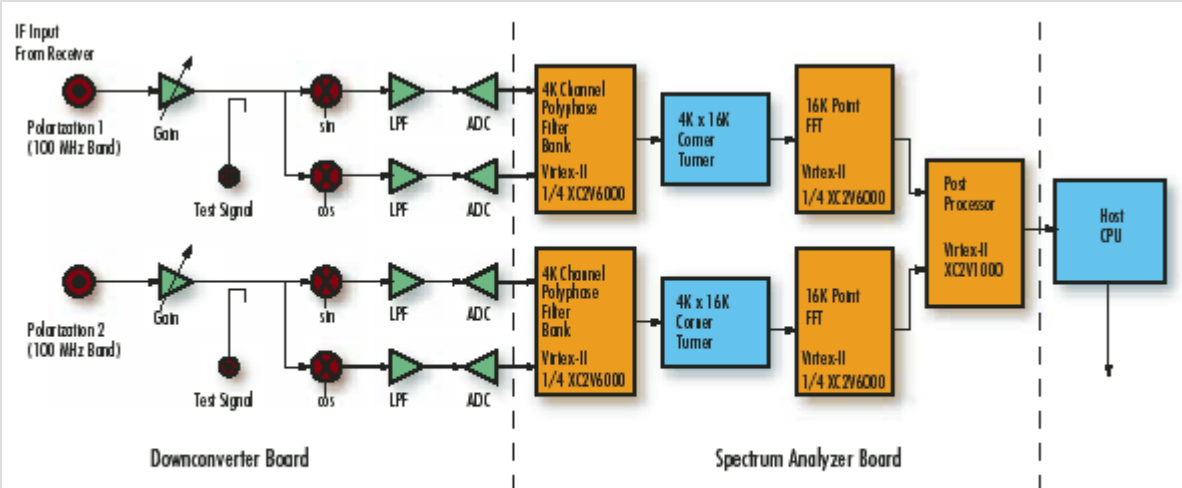 IF Input
From Receiver
Polarization 1
(100 MHz Band)
Gain
Test Signal
sin
cos
LPF
ADC
LPF
ADC
4K Channel
Polyphase
Filter
Bank
Virtex-II
1/4 XC2V6000
4K x 16K
Corner
Turner
16K Point
FFT
Virtex-II
1/4 XC2V6000
Polarization 2
(100 MHz Band)
Gain
Test Signal
sin
cos
LPF
ADC
LPF
ADC
4K Channel
Polyphase
Filter
Bank
Virtex-II
1/4 XC2V6000
4K x 16K
Corner
Turner
16K Point
FFT
Virtex-II
1/4 XC2V6000
Post
Processor
Virtex-II
XC2V1000
Host
CPU
Downconverter Board
Spectrum Analyzer Board